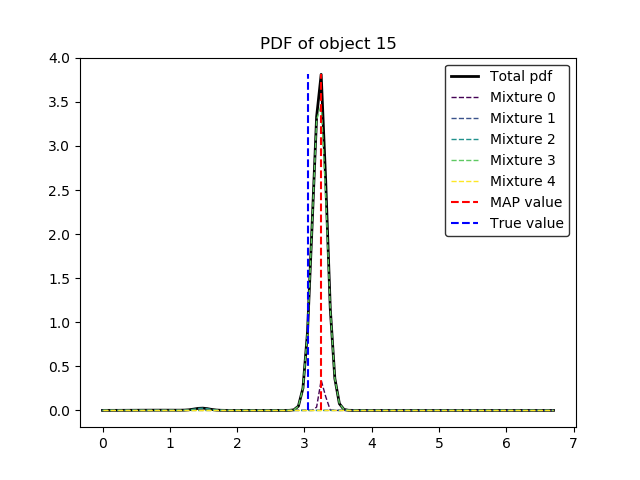 PDF of object 15
4.0
3.5
3.0
2.5
2.0
1.5
1.0
0.5
0.0
0 1 2 3 4 5 6 7
Total pdf
Mixture 0
Mixture 1
Mixture 2
Mixture 3
Mixture 4
MAP value
True value